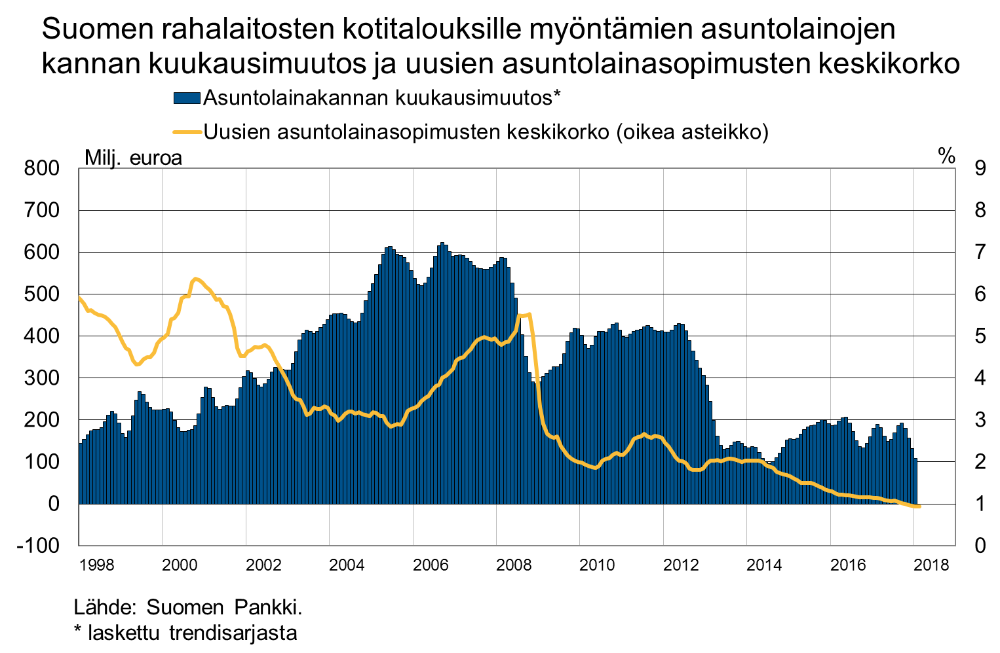 Suomen rahalaitosten kotitalouksille myöntämien asuntolainojen
kannan kuukausimuutos ja uusien asuntolainasopimusten keskikorko
Asuntolainakannan kuukausimuutos*
Uusien asuntolainasopimusten keskikorko (oikea asteikko)
Milj. euroa %
800 9
700 8
600 7
500 6
400 5
300 4
200 3
100 2
0 1
-100 0
1998 2000 2002 2004 2006 2008 2010 2012 2014 2016 2018
Lähde: Suomen Pankki.
* laskettu trendisarjasta